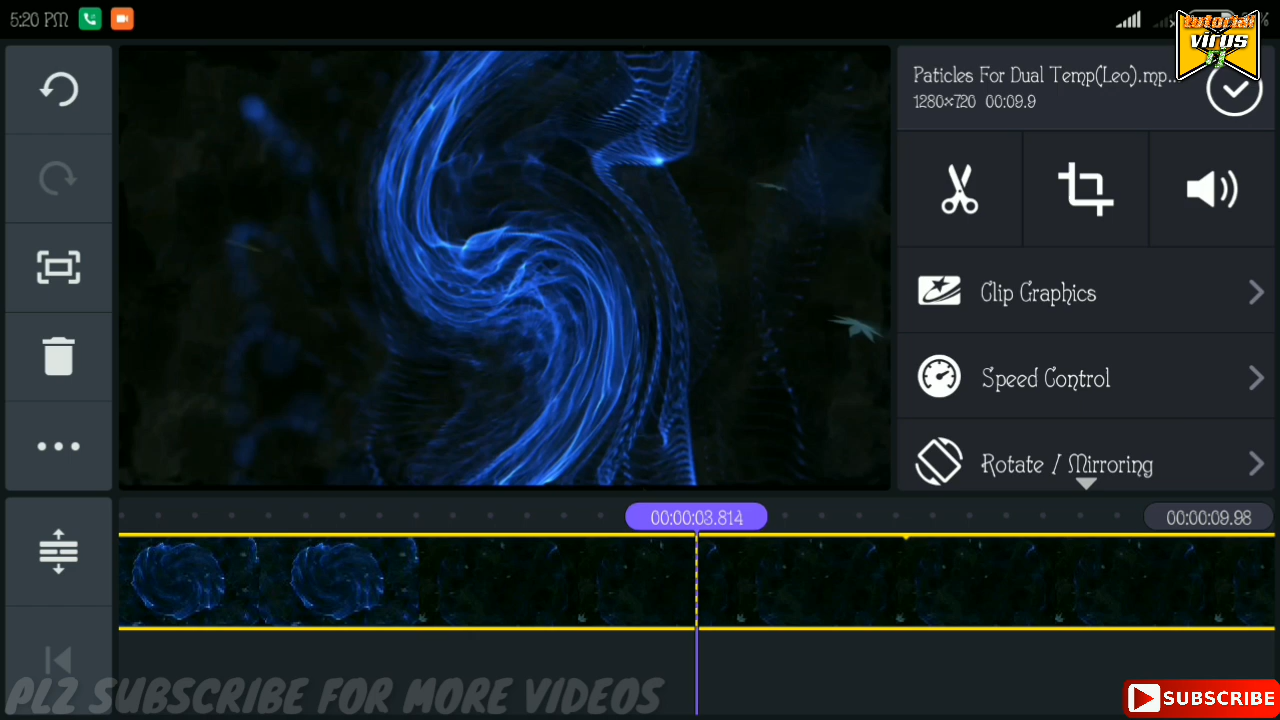 5:20 PM
tutorial
virus
Paticles For Dual Temp(Leo).mp...
1280×720 00:09.9
Clip Graphics
Speed Control
Rotate / Mirroring
00:00:03.814
00:00:09.98
PLZ SUBSCRIBE FOR MORE VIDEOS
SUBSCRIBE